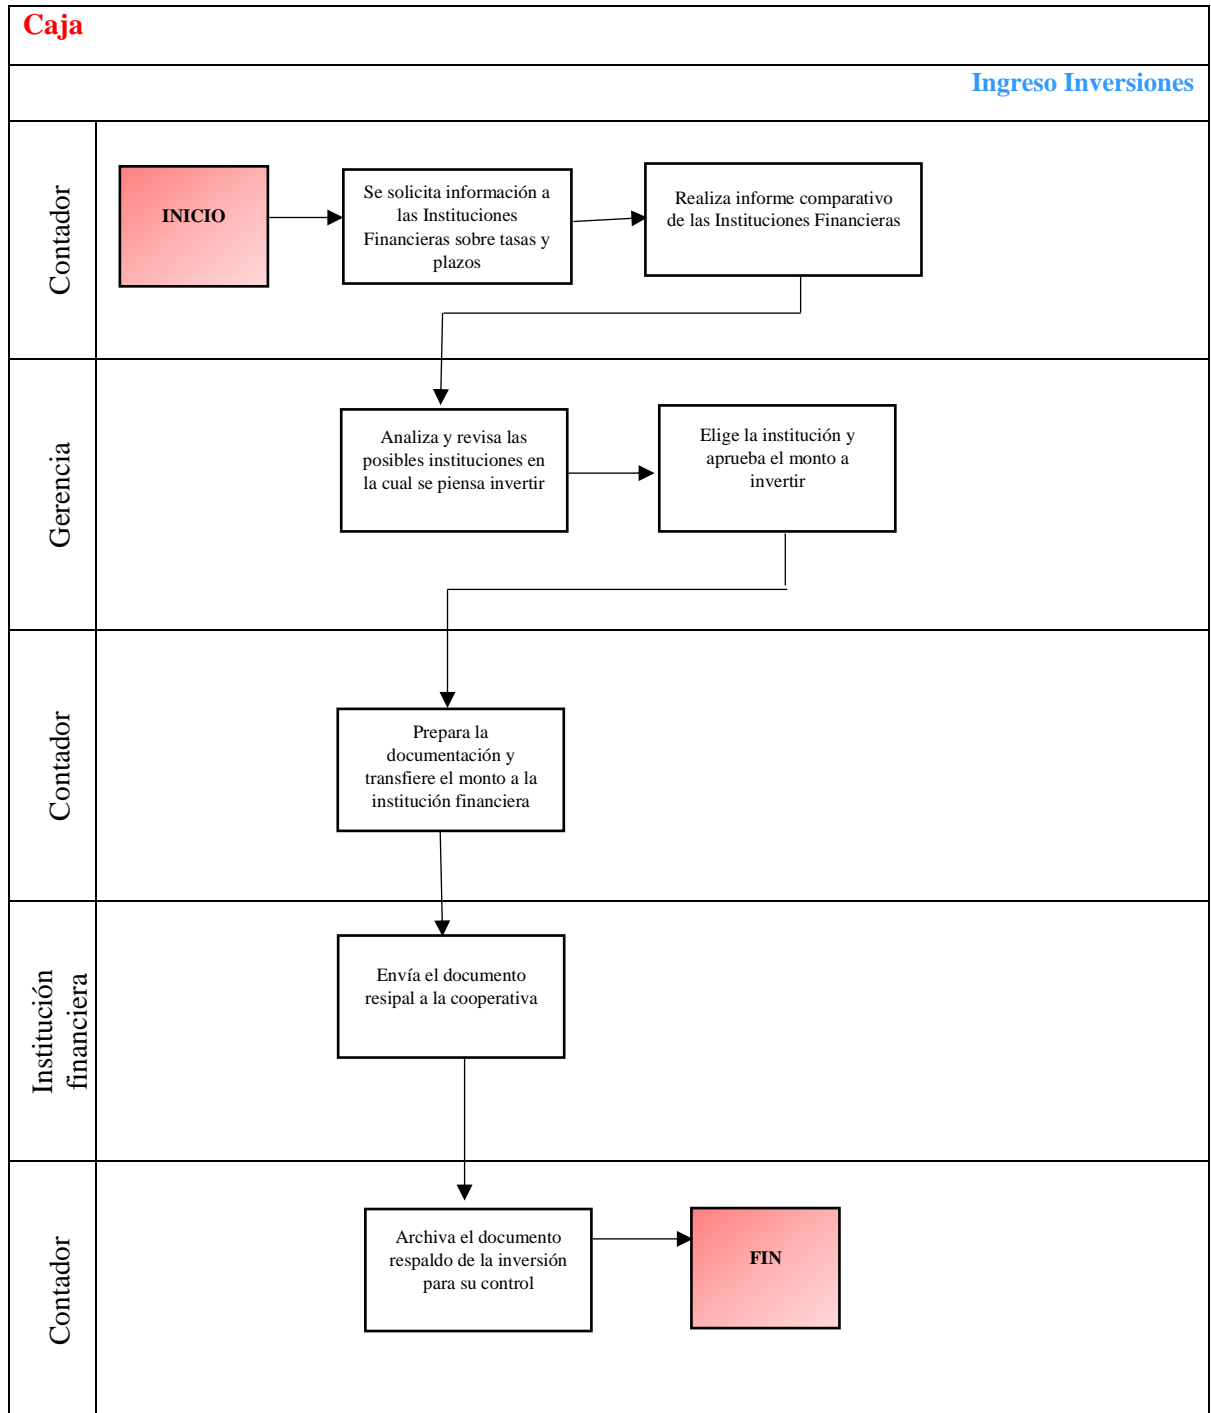 Caja
Ingreso Inversiones
Contador
INICIO
Se solicita información a
las Instituciones
Financieras sobre tasas y
plazos
Realiza informe comparativo
de las Instituciones Financieras
Gerencia
Analiza y revisa las
posibles instituciones en
la cual se piensa invertir
Elige la institución y
aprueba el monto a
invertir
Contador
Prepara la
documentación y
transfiere el monto a la
institución financiera
Institución
financiera
Envía el documento
resipal a la cooperativa
Contador
Archiva el documento
respaldo de la inversión
para su control
FIN